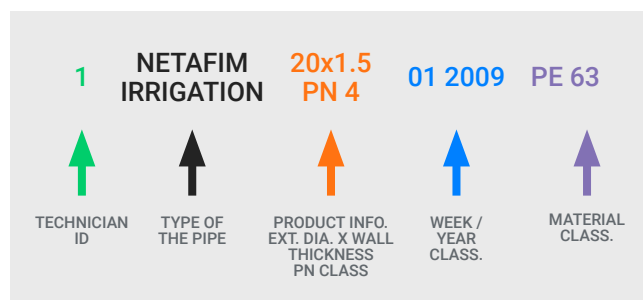 1
NETAFIM
IRRIGATION
20x1.5
PN 4
01 2009
PE 63
TECHNICIAN
ID
TYPE OF
THE PIPE
PRODUCT INFO.
EXT. DIA. X WALL
THICKNESS
PN CLASS
WEEK /
YEAR
CLASS.
MATERIAL
CLASS.